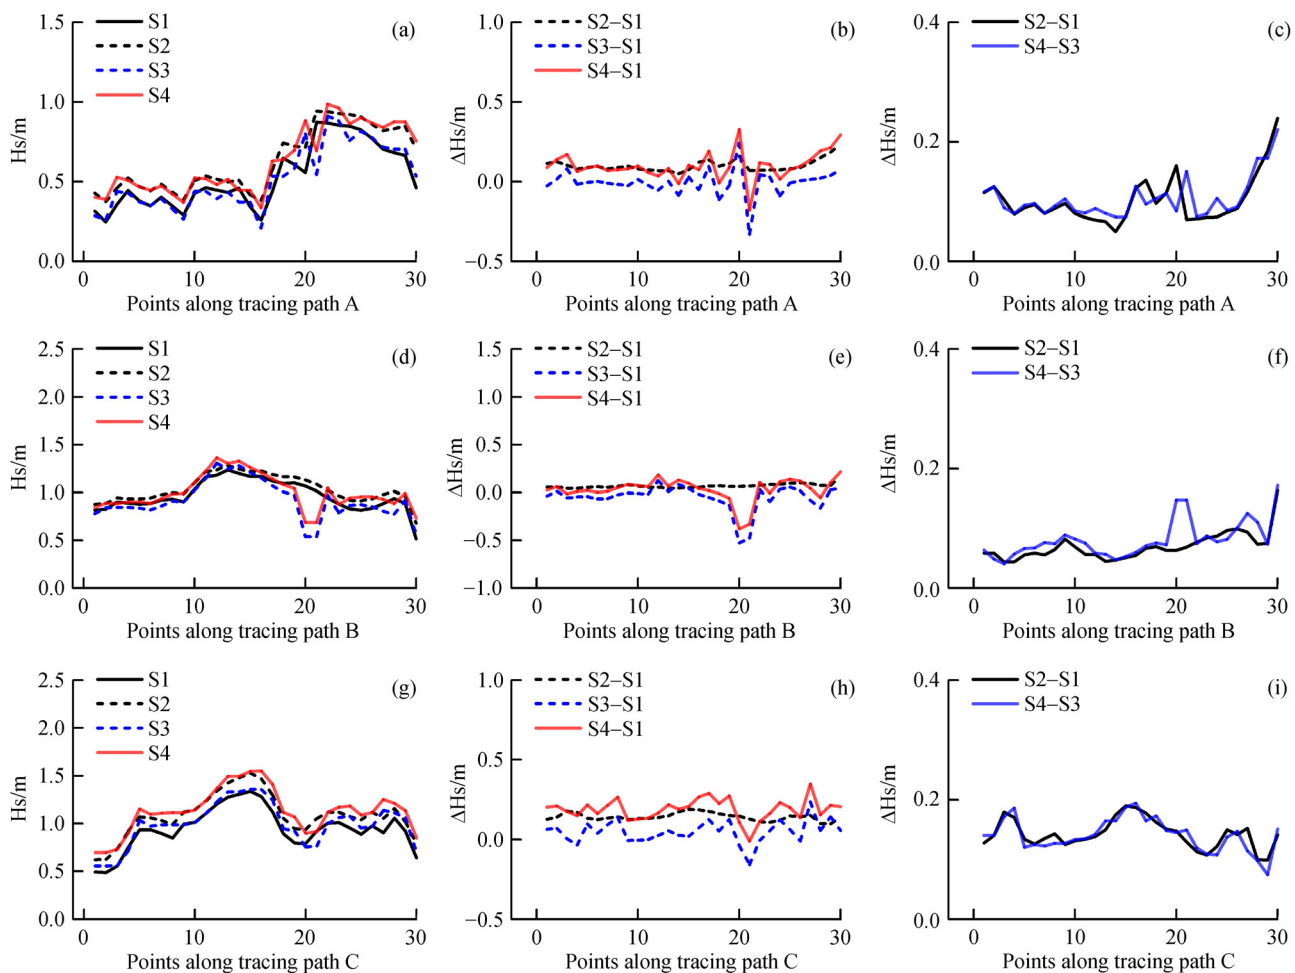 1.5
1.0
0.5
0.0
Hs/m
S1
S2
S3
S4
(a)
0
10
20
30
Points along tracing path A
1.0
0.5
0.0
−0.5
ΔHs/m
S2−S1
S3−S1
S4−S1
(b)
0
10
20
30
Points along tracing path A
0.4
0.2
0.0
ΔHs/m
S2−S1
S4−S3
(c)
0
10
20
30
Points along tracing path A
2.5
2.0
1.5
1.0
0.5
0.0
Hs/m
S1
S2
S3
S4
(d)
0
10
20
30
Points along tracing path B
1.5
1.0
0.5
0.0
−0.5
−1.0
ΔHs/m
S2−S1
S3−S1
S4−S1
(e)
0
10
20
30
Points along tracing path B
0.4
0.2
0.0
ΔHs/m
S2−S1
S4−S3
(f)
0
10
20
30
Points along tracing path B
2.5
2.0
1.5
1.0
0.5
0.0
Hs/m
S1
S2
S3
S4
(g)
0
10
20
30
Points along tracing path C
1.0
0.5
0.0
−0.5
ΔHs/m
S2−S1
S3−S1
S4−S1
(h)
0
10
20
30
Points along tracing path C
0.4
0.2
0.0
ΔHs/m
S2−S1
S4−S3
(i)
0
10
20
30
Points along tracing path C